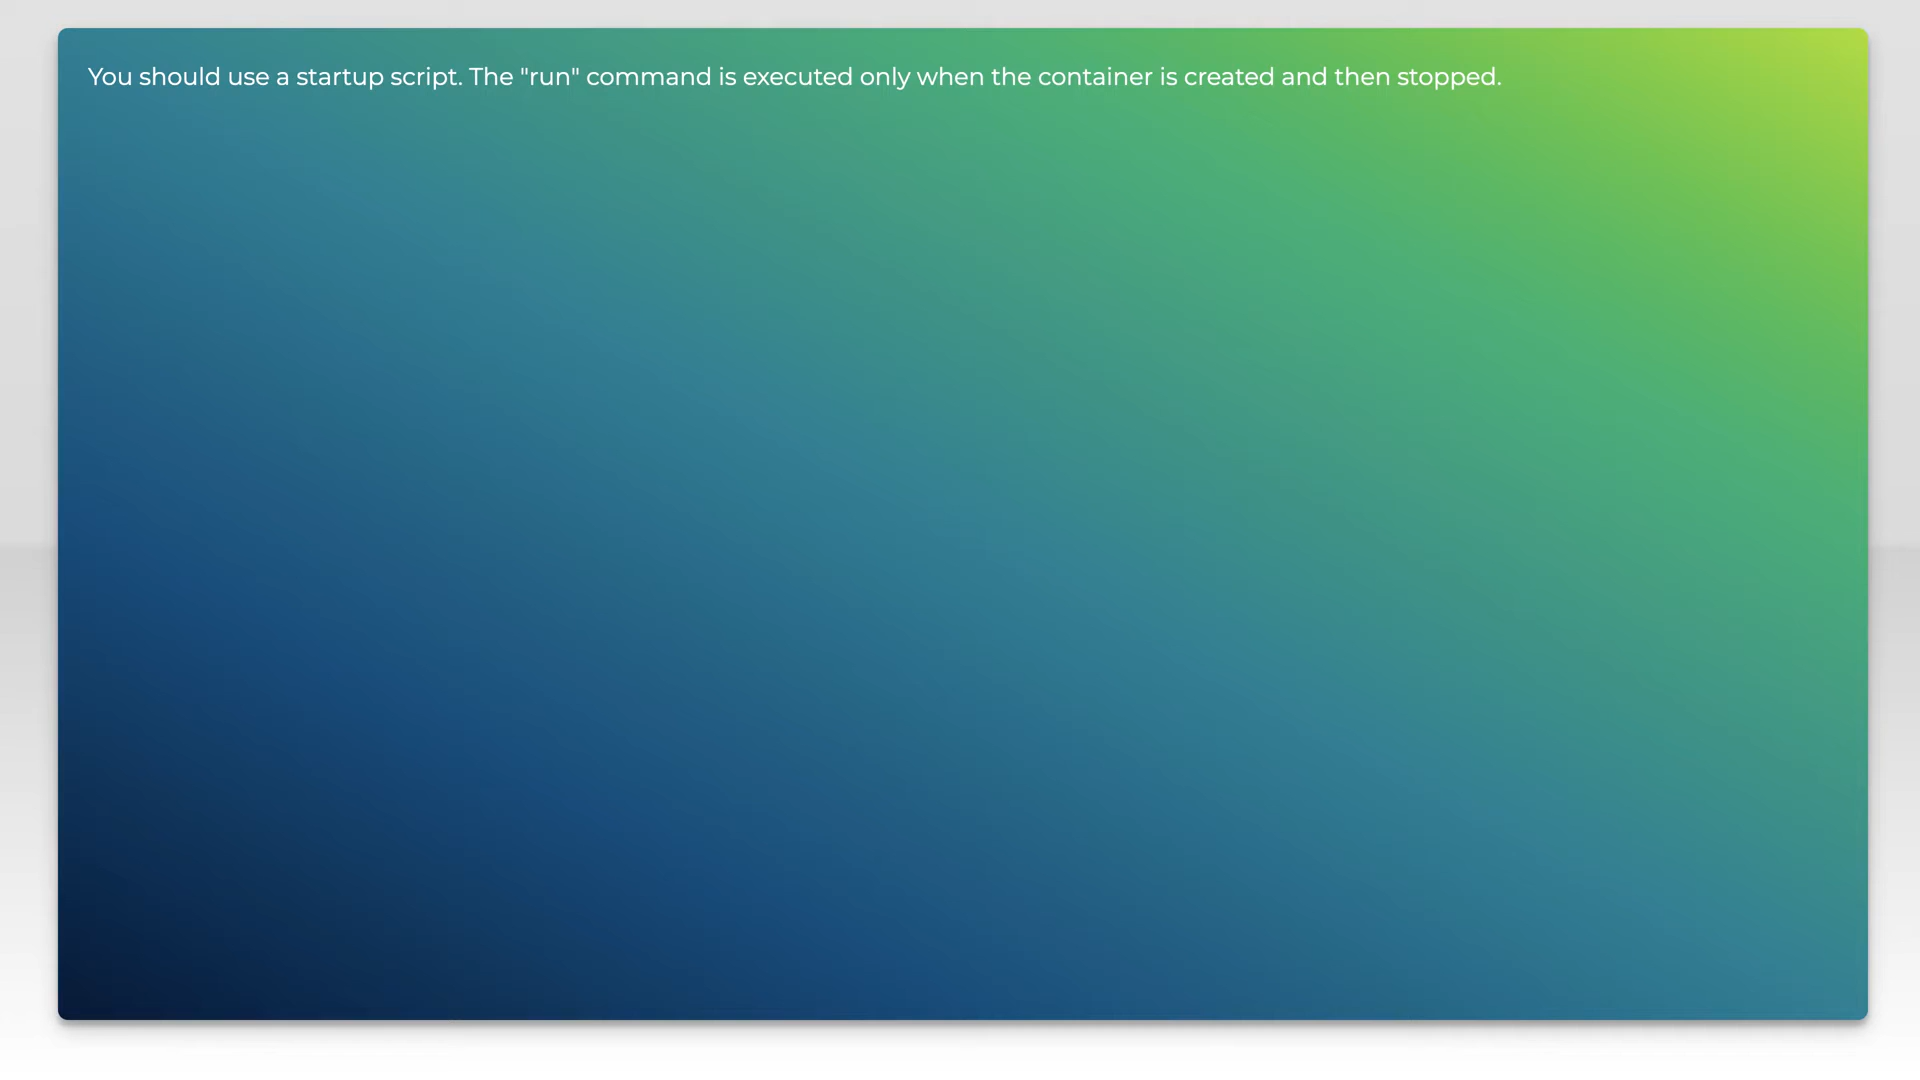 You should use a startup script. The "run" command is executed only when the container is created and then stopped.